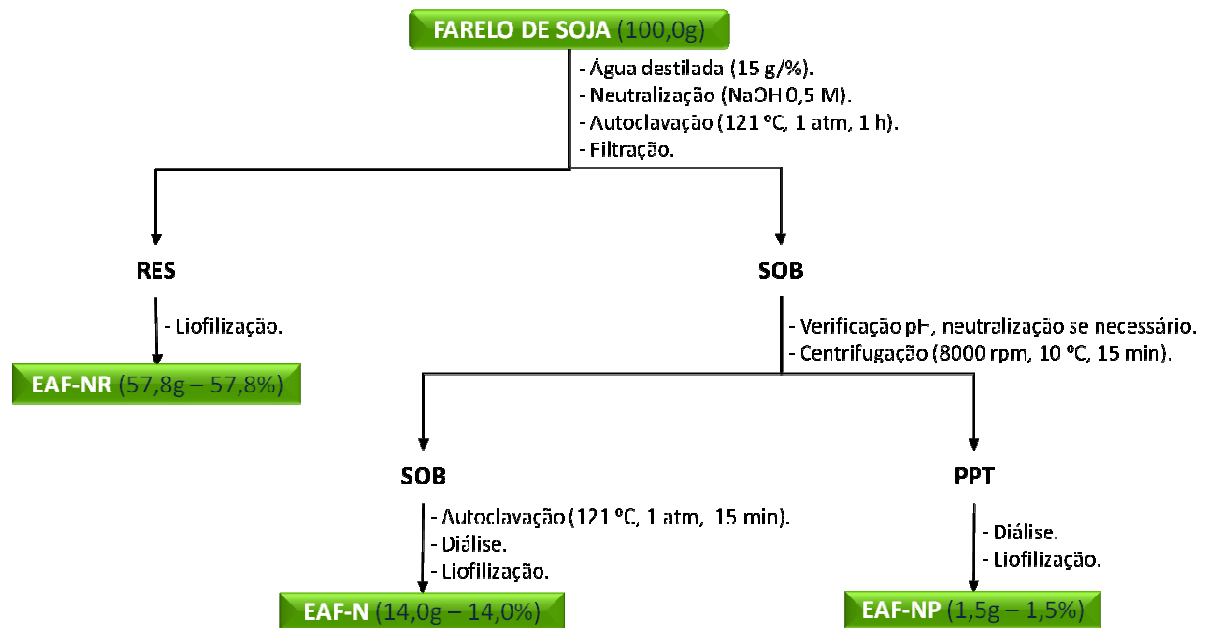 FARELO DE SOJA (100,0g)
- Água destilada (15 g/%).
- Neutralização (NaOH 0,5 M).
- Autoclavação (121 ºC, 1 atm, 1 h).
- Filtração.
RES
SOB
- Liofilização.
- Verificação pH, neutralização se necessário.
- Centrifugação (8000 rpm, 10 ºC, 15 min).
EAF-NR (57,8g – 57,8%)
SOB
PPT
- Autoclavação (121 ºC, 1 atm, 15 min).
- Diálise.
- Liofilização.
- Diálise.
- Liofilização.
EAF-N (14,0g – 14,0%)
EAF-NP (1,5g – 1,5%)